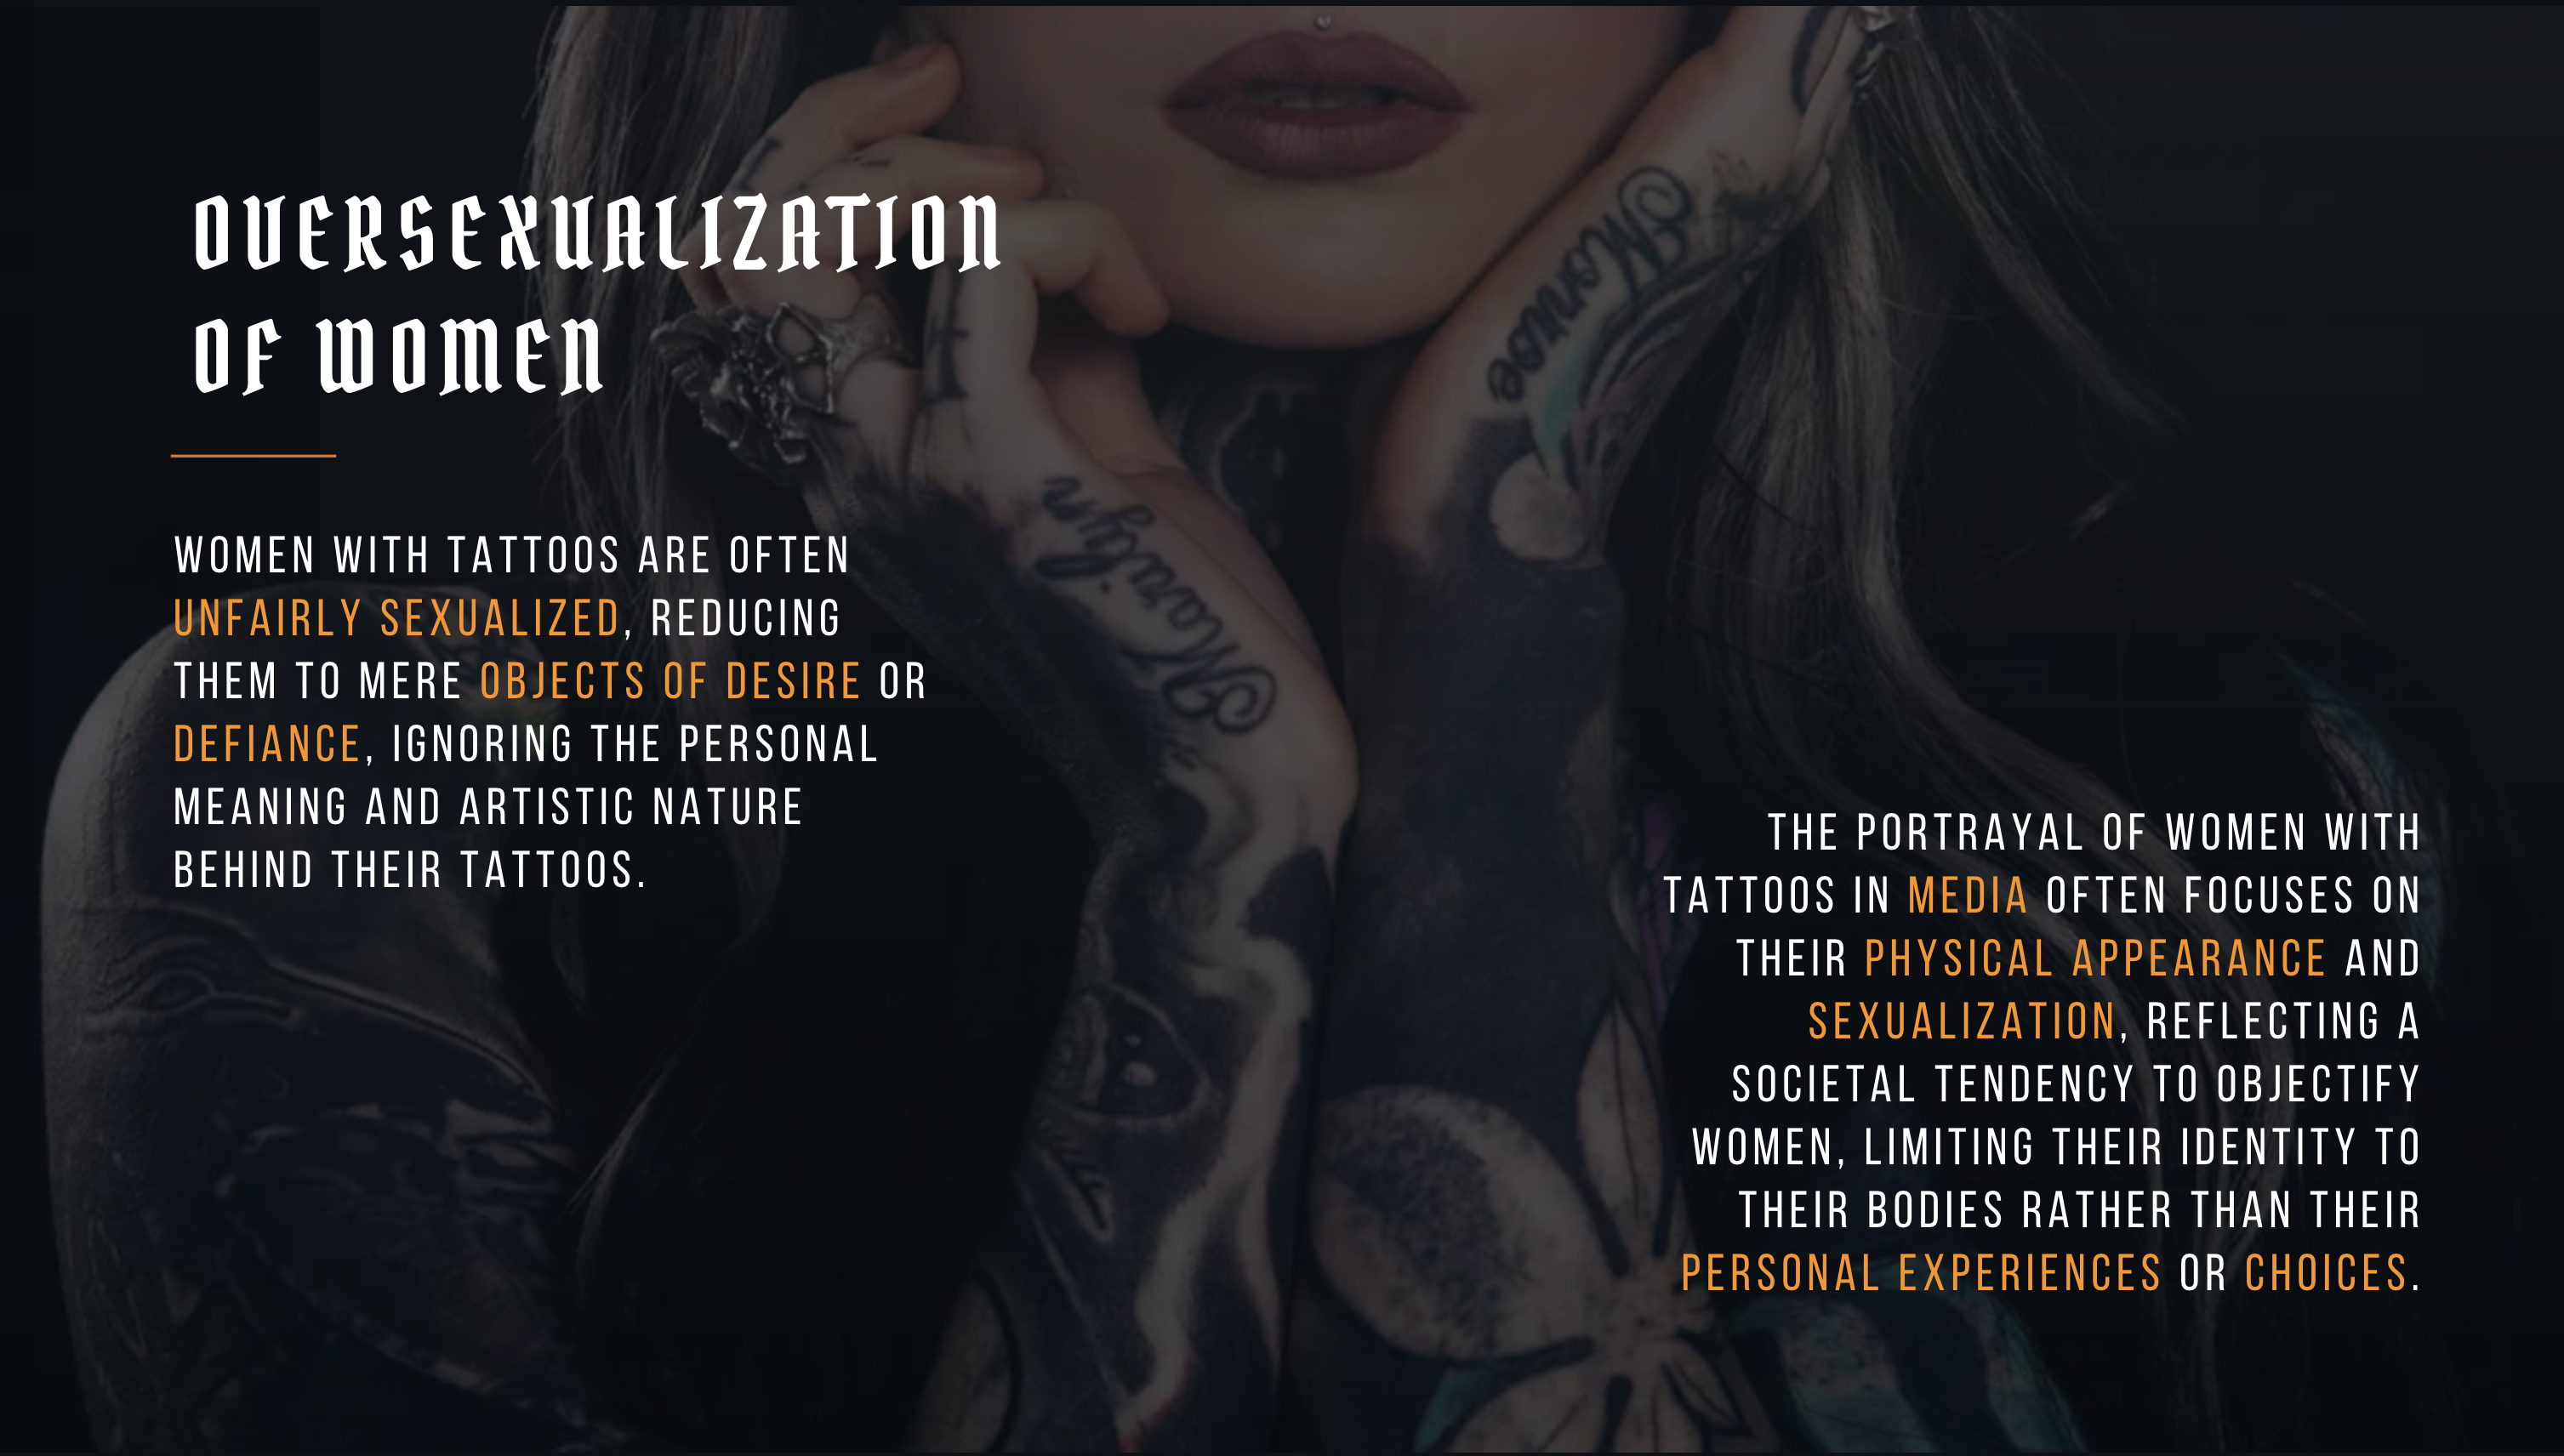 OVERSEXUALIZATION
OF WOMEN
WOMEN WITH TATTOOS ARE OFTEN
UNFAIRLY SEXUALIZED, REDUCING
THEM TO MERE OBJECTS OF DESIRE OR
DEFIANCE, IGNORING THE PERSONAL
MEANING AND ARTISTIC NATURE
BEHIND THEIR TATTOOS.
THE PORTRAYAL OF WOMEN WITH
TATTOOS IN MEDIA OFTEN FOCUSES ON
THEIR PHYSICAL APPEARANCE AND
SEXUALIZATION, REFLECTING A
SOCIETAL TENDENCY TO OBJECTIFY
WOMEN, LIMITING THEIR IDENTITY TO
THEIR BODIES RATHER THAN THEIR
PERSONAL EXPERIENCES OR CHOICES.
Monroe